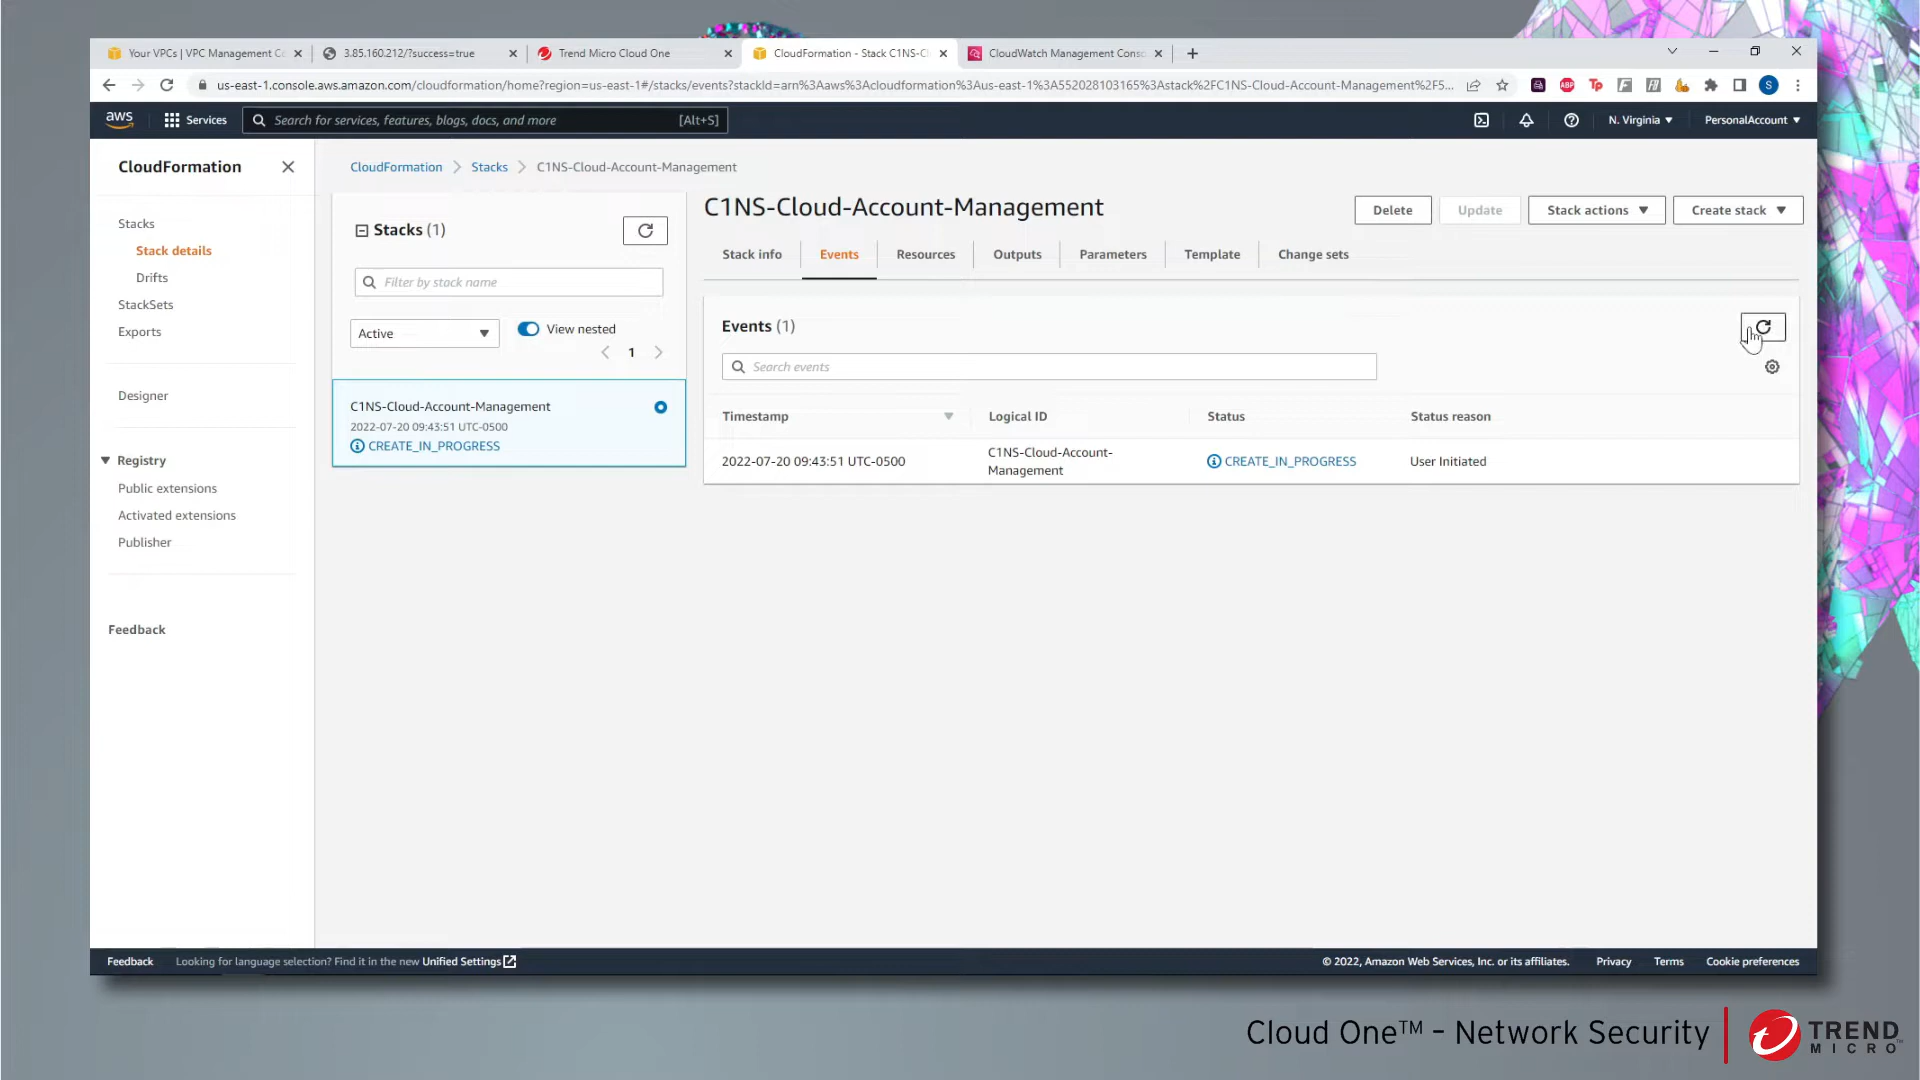 Your VPCs | VPC Management Co
3.85.160.212/?success=true
Trend Micro Cloud One
CloudFormation - Stack C1NS-Cl
CloudWatch Management Conso
us-east-1.console.aws.amazon.com/cloudformation/home?region=us-east-1#/stacks/events?stackId=arn%3Aaws%3Acloudformation%3Aus-east-1%3A552028103165%3Astack%2FC1NS-Cloud-Account-Management%2F5...
ABP
Tp
S
aws
Services
Search for services, features, blogs, docs, and more
[Alt+S]
N. Virginia
PersonalAccount
CloudFormation
Stacks
Stack details
Drifts
StackSets
Exports
Designer
Registry
Public extensions
Activated extensions
Publisher
Feedback
CloudFormation > Stacks > C1NS-Cloud-Account-Management
Stacks (1)
Filter by stack name
Active
View nested
1
C1NS-Cloud-Account-Management
2022-07-20 09:43:51 UTC-0500
CREATE_IN_PROGRESS
C1NS-Cloud-Account-Management
Delete
Update
Stack actions
Create stack
Stack info
Events
Resources
Outputs
Parameters
Template
Change sets
Events (1)
Search events
Timestamp
Logical ID
Status
Status reason
2022-07-20 09:43:51 UTC-0500
C1NS-Cloud-Account-
Management
CREATE_IN_PROGRESS
User Initiated
Feedback
Looking for language selection? Find it in the new Unified Settings
© 2022, Amazon Web Services, Inc. or its affiliates.
Privacy
Terms
Cookie preferences
Cloud One™ – Network Security
TREND
MICRO™